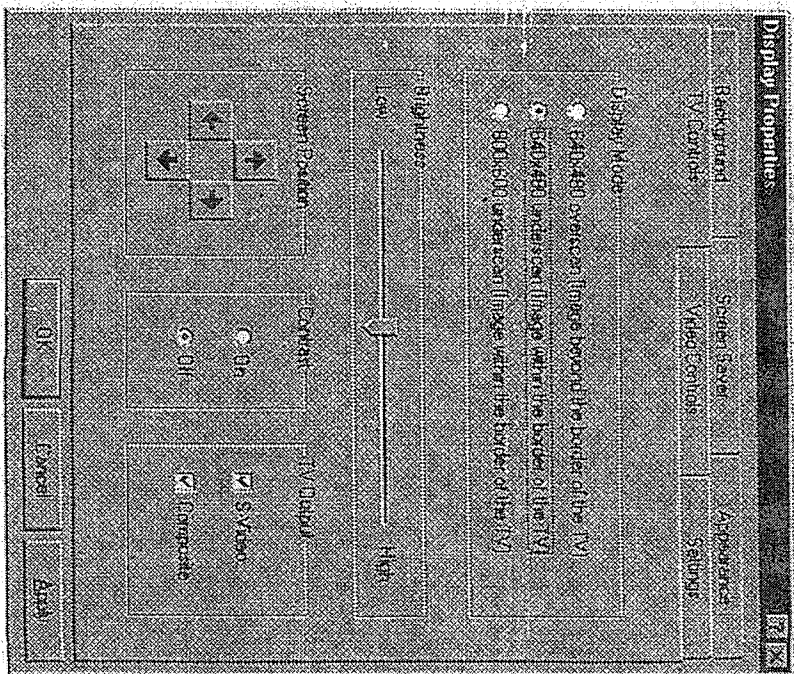 Display Properties
Background Screen Saver Appearance
TV Controls Video Controls Settings
Display Mode
640x480 overscan (Image beyond the border of the TV)
640x480 underscan (Image within the border of the TV)
800x600 underscan (Image within the border of the TV)
Brightness
Low High
Screen Position Contrast TV Output
On S-Video
Off Composite
OK Cancel Apply